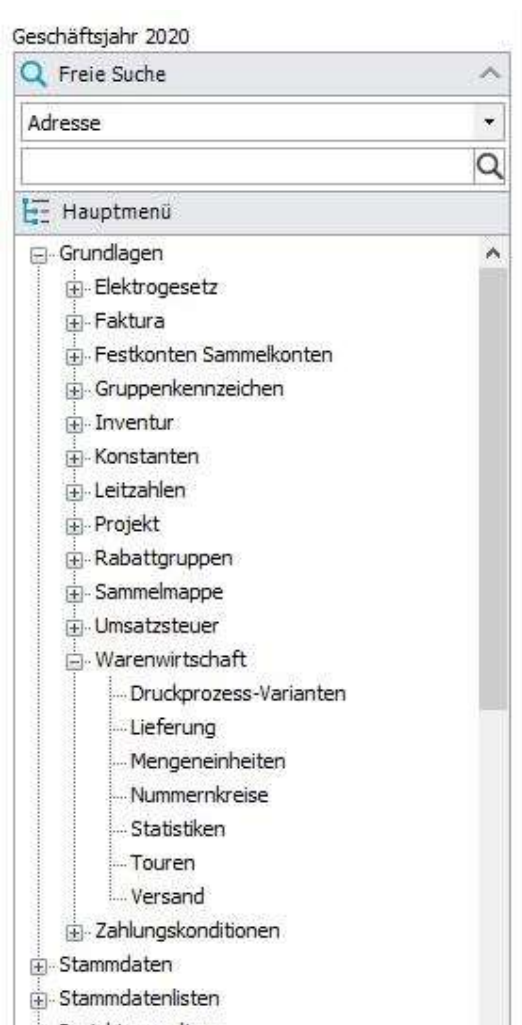 Geschäftsjahr 2020
Freie Suche
Adresse
Hauptmenü
Grundlagen
Elektrogesetz
Faktura
Festkonten Sammelkonten
Gruppenkennzeichen
Inventur
Konstanten
Leitzahlen
Projekt
Rabattgruppen
Sammelmappe
Umsatzsteuer
Warenwirtschaft
Druckprozess-Varianten
Lieferung
Mengeneinheiten
Nummernkreise
Statistiken
Touren
Versand
Zahlungskonditionen
Stammdaten
Stammdatenlisten